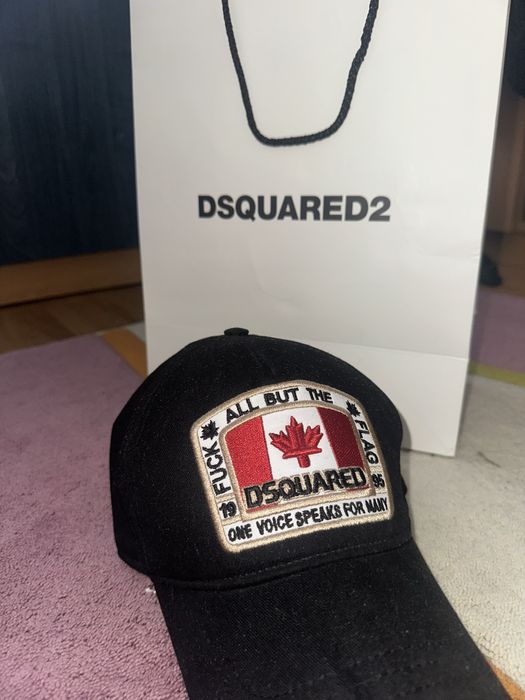 DSQUARED2
FUCK ALL BUT THE FLAG
DSQUARED
19 95
ONE VOICE SPEAKS FOR MANY